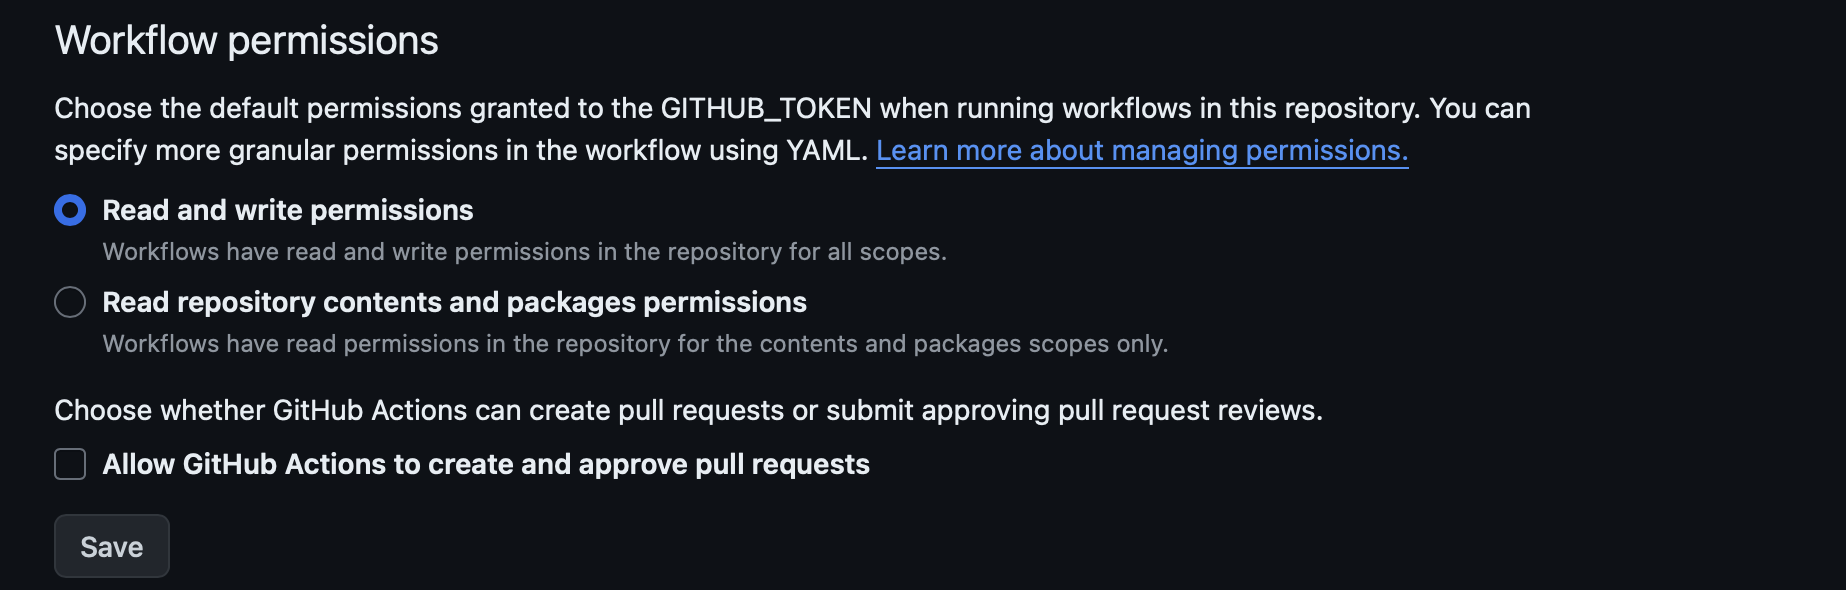 Workflow permissions
Choose the default permissions granted to the GITHUB_TOKEN when running workflows in this repository. You can
specify more granular permissions in the workflow using YAML. Learn more about managing permissions.
Read and write permissions
Workflows have read and write permissions in the repository for all scopes.
Read repository contents and packages permissions
Workflows have read permissions in the repository for the contents and packages scopes only.
Choose whether GitHub Actions can create pull requests or submit approving pull request reviews.
Allow GitHub Actions to create and approve pull requests
Save